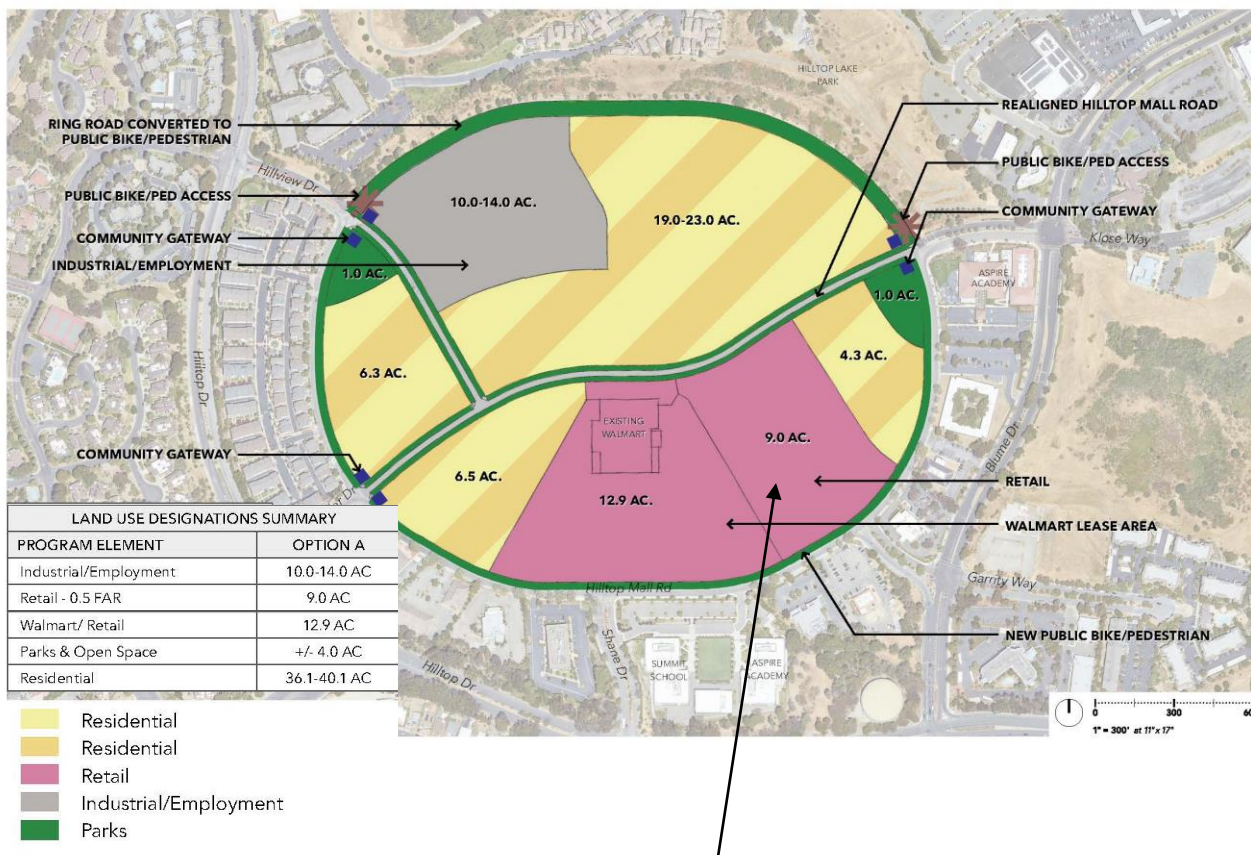 HILLTOP LAKE
PARK
RING ROAD CONVERTED TO
PUBLIC BIKE/PEDESTRIAN
REALIGNED HILLTOP MALL ROAD
Hillview Dr
PUBLIC BIKE/PED ACCESS
PUBLIC BIKE/PED ACCESS
10.0-14.0 AC.
19.0-23.0 AC.
COMMUNITY GATEWAY
COMMUNITY GATEWAY
Klose Way
INDUSTRIAL/EMPLOYMENT
1.0 AC.
ASPIRE
ACADEMY
1.0 AC.
Hilltop Dr
6.3 AC.
4.3 AC.
EXISTING
WALMART
9.0 AC.
Blume Dr
COMMUNITY GATEWAY
6.5 AC.
12.9 AC.
RETAIL
WALMART LEASE AREA
Garrity Way
Hilltop Mall Rd
NEW PUBLIC BIKE/PEDESTRIAN
Shane Dr
Hilltop Dr
SUMMIT
SCHOOL
ASPIRE
ACADEMY
LAND USE DESIGNATIONS SUMMARY
PROGRAM ELEMENT OPTION A
Industrial/Employment 10.0-14.0 AC
Retail - 0.5 FAR 9.0 AC
Walmart/ Retail 12.9 AC
Parks & Open Space +/- 4.0 AC
Residential 36.1-40.1 AC
0 300
1" = 300' at 11"x 17"
Residential
Residential
Retail
Industrial/Employment
Parks